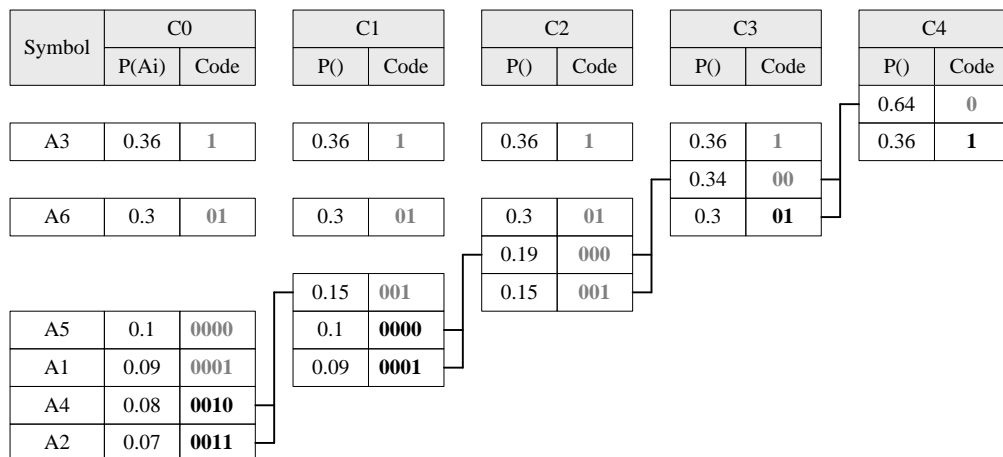 Symbol C0 C1 C2 C3 C4
P(Ai) Code P() Code P() Code P() Code P() Code
0.64 0
A3 0.36 1 0.36 1 0.36 1 0.36 1 0.36 1
0.34 00
A6 0.3 01 0.3 01 0.3 01 0.3 01
0.19 000
0.15 001 0.15 001
A5 0.1 0000 0.1 0000
A1 0.09 0001 0.09 0001
A4 0.08 0010
A2 0.07 0011